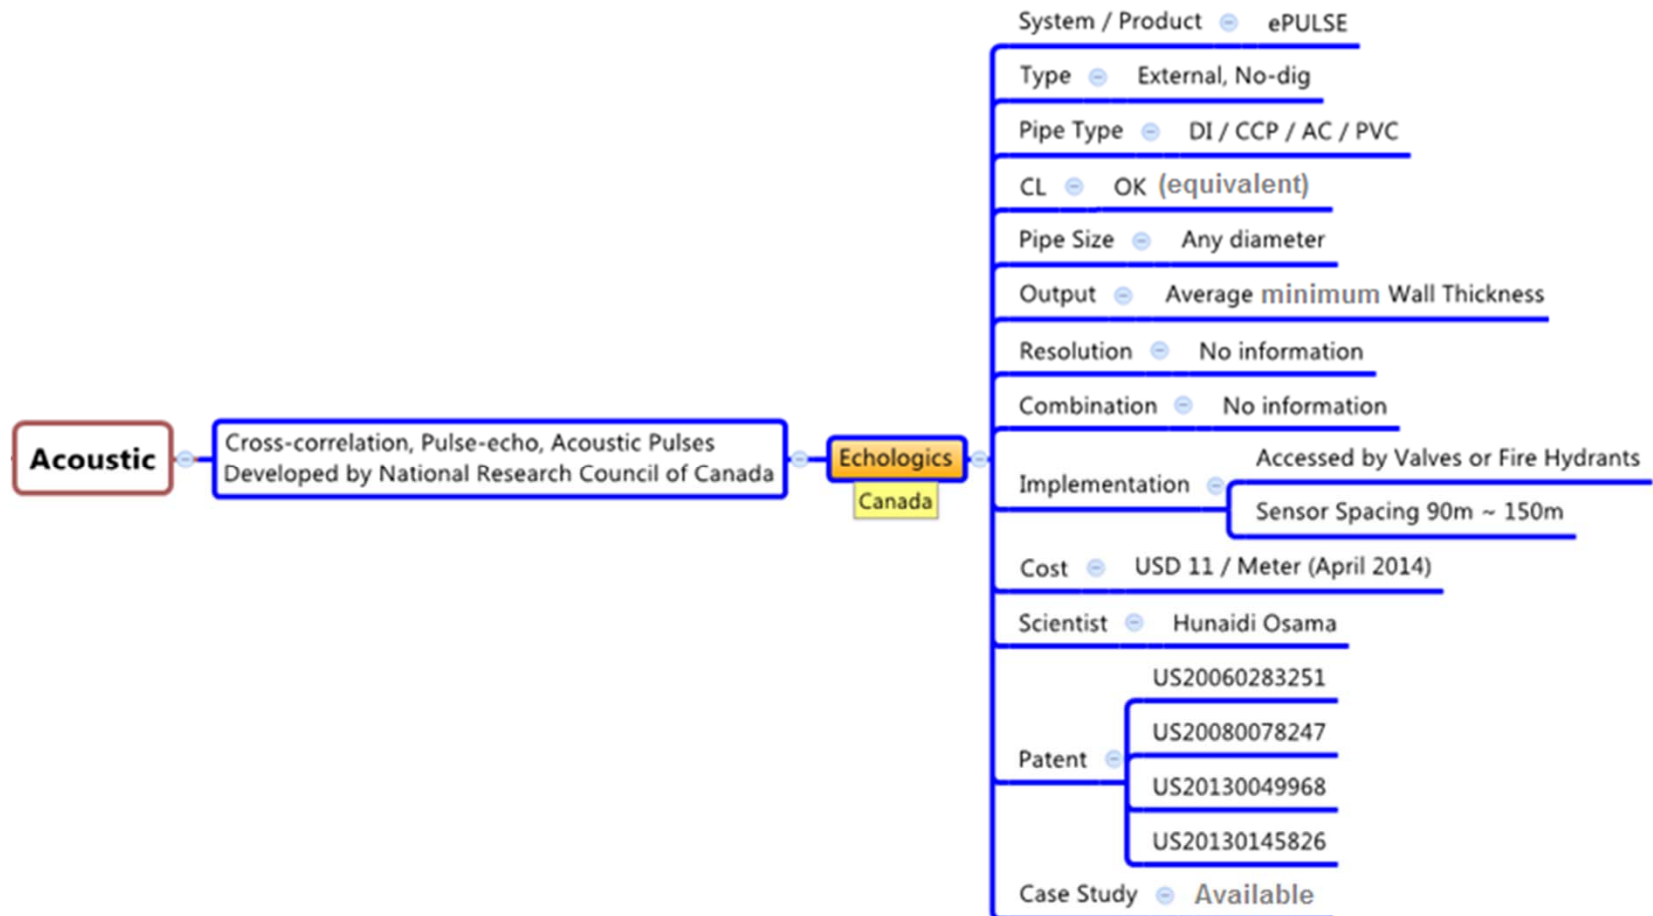 Acoustic
Cross-correlation, Pulse-echo, Acoustic Pulses
Developed by National Research Council of Canada
Echologics
Canada
System / Product ePULSE
Type External, No-dig
Pipe Type DI / CCP / AC / PVC
CL OK (equivalent)
Pipe Size Any diameter
Output Average minimum Wall Thickness
Resolution No information
Combination No information
Implementation
Accessed by Valves or Fire Hydrants
Sensor Spacing 90m ~ 150m
Cost USD 11 / Meter (April 2014)
Scientist Hunaidi Osama
Patent
US20060283251
US20080078247
US20130049968
US20130145826
Case Study Available